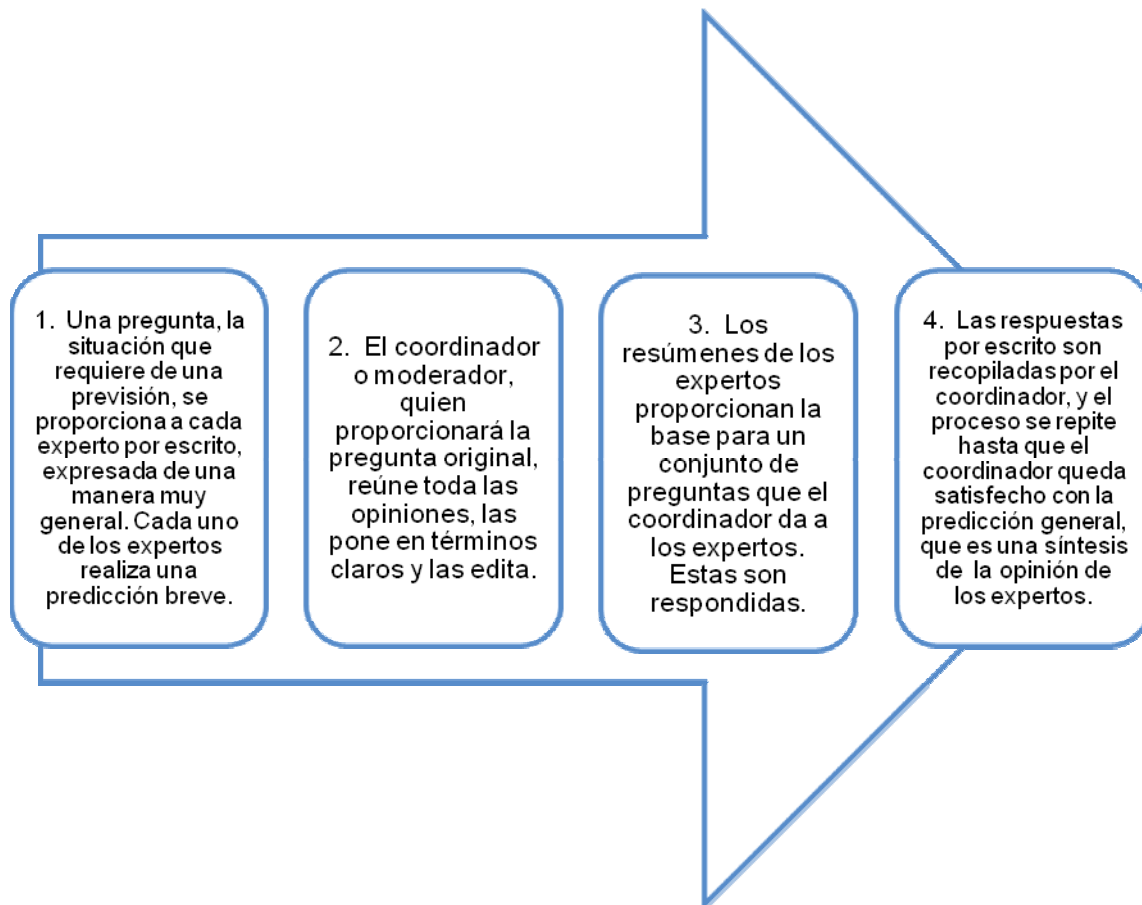 1. Una pregunta, la
situación que
requiere de una
previsión, se
proporciona a cada
experto por escrito,
expresada de una
manera muy
general. Cada uno
de los expertos
realiza una
predicción breve.
2. El coordinador
o moderador,
quien
proporcionará la
pregunta original,
reúne toda las
opiniones, las
pone en términos
claros y las edita.
3. Los
resúmenes de los
expertos
proporcionan la
base para un
conjunto de
preguntas que el
coordinador da a
los expertos.
Estas son
respondidas.
4. Las respuestas
por escrito son
recopiladas por el
coordinador, y el
proceso se repite
hasta que el
coordinador queda
satisfecho con la
predicción general,
que es una síntesis
de la opinión de
los expertos.